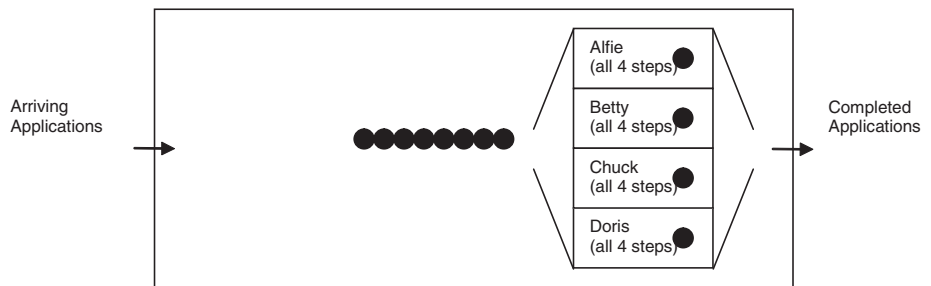 Arriving
Applications
Alfie
(all 4 steps)
Betty
(all 4 steps)
Chuck
(all 4 steps)
Doris
(all 4 steps)
Completed
Applications